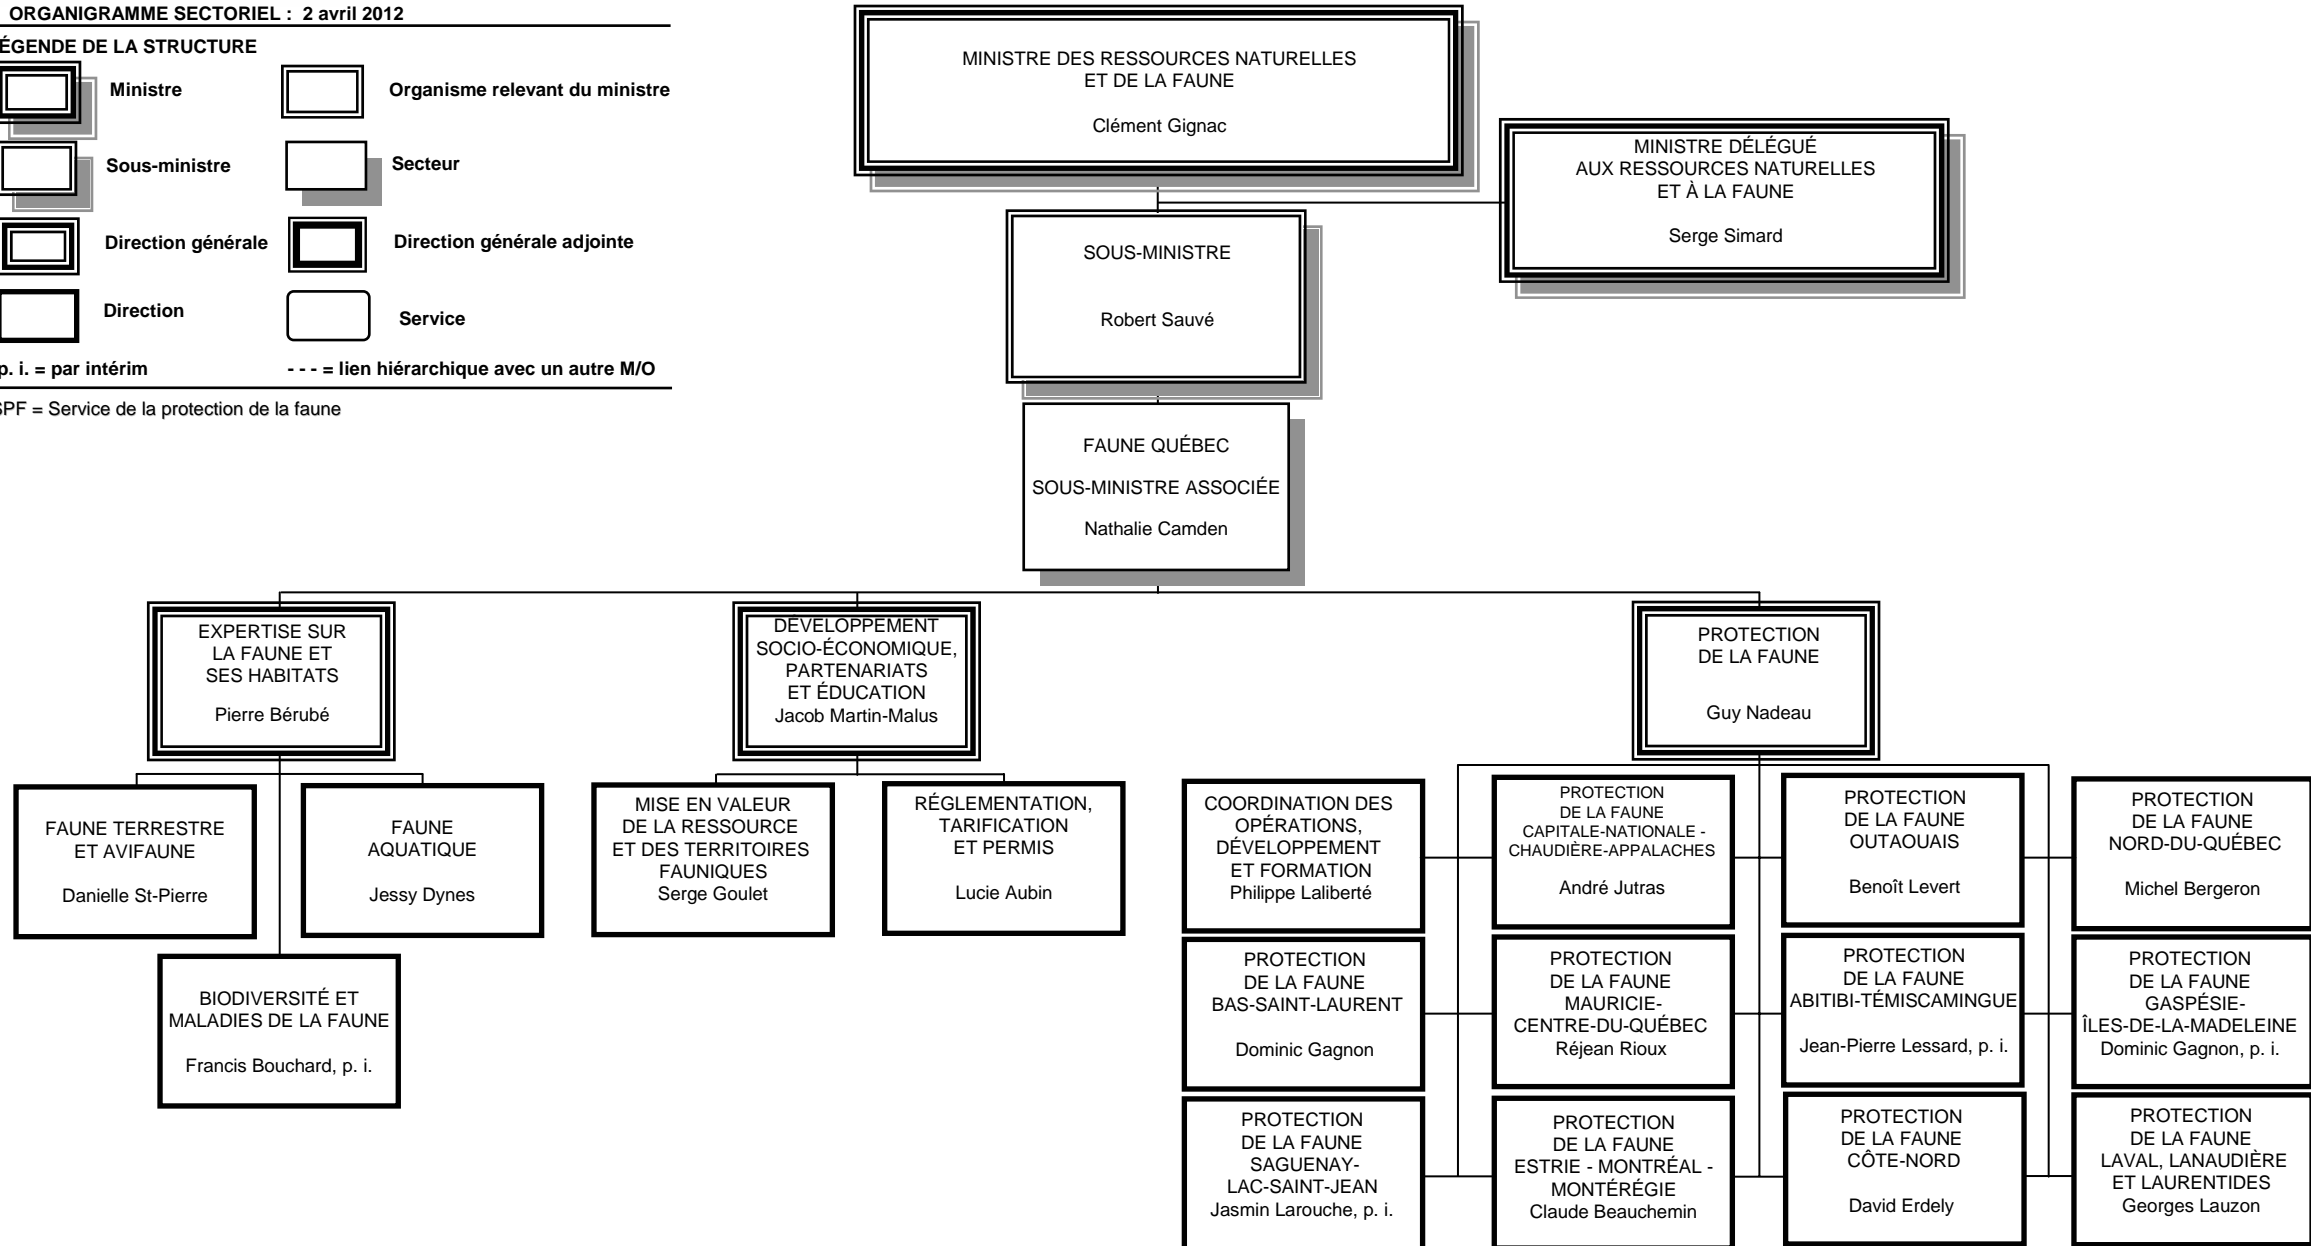 ORGANIGRAMME SECTORIEL : 2 avril 2012
ÉGENDE DE LA STRUCTURE
Ministre
Organisme relevant du ministre
Sous-ministre
Secteur
Direction générale
Direction générale adjointe
Direction
Service
p. i. = par intérim
- - - = lien hiérarchique avec un autre M/O
SPF = Service de la protection de la faune
MINISTRE DES RESSOURCES NATURELLES
ET DE LA FAUNE
Clément Gignac
MINISTRE DÉLÉGUÉ
AUX RESSOURCES NATURELLES
ET À LA FAUNE
Serge Simard
SOUS-MINISTRE
Robert Sauvé
FAUNE QUÉBEC
SOUS-MINISTRE ASSOCIÉE
Nathalie Camden
EXPERTISE SUR
LA FAUNE ET
SES HABITATS
Pierre Bérubé
DÉVELOPPEMENT
SOCIO-ÉCONOMIQUE,
PARTENARIATS
ET ÉDUCATION
Jacob Martin-Malus
PROTECTION
DE LA FAUNE
Guy Nadeau
FAUNE TERRESTRE
ET AVIFAUNE
Danielle St-Pierre
FAUNE
AQUATIQUE
Jessy Dynes
BIODIVERSITÉ ET
MALADIES DE LA FAUNE
Francis Bouchard, p. i.
MISE EN VALEUR
DE LA RESSOURCE
ET DES TERRITOIRES
FAUNIQUES
Serge Goulet
RÉGLEMENTATION,
TARIFICATION
ET PERMIS
Lucie Aubin
COORDINATION DES
OPÉRATIONS,
DÉVELOPPEMENT
ET FORMATION
Philippe Laliberté
PROTECTION
DE LA FAUNE
CAPITALE-NATIONALE -
CHAUDIÈRE-APPALACHES
André Jutras
PROTECTION
DE LA FAUNE
OUTAOUAIS
Benoît Levert
PROTECTION
DE LA FAUNE
NORD-DU-QUÉBEC
Michel Bergeron
PROTECTION
DE LA FAUNE
BAS-SAINT-LAURENT
Dominic Gagnon
PROTECTION
DE LA FAUNE
MAURICIE-
CENTRE-DU-QUÉBEC
Réjean Rioux
PROTECTION
DE LA FAUNE
ABITIBI-TÉMISCAMINGUE
Jean-Pierre Lessard, p. i.
PROTECTION
DE LA FAUNE
GASPÉSIE-
ÎLES-DE-LA-MADELEINE
Dominic Gagnon, p. i.
PROTECTION
DE LA FAUNE
SAGUENAY-
LAC-SAINT-JEAN
Jasmin Larouche, p. i.
PROTECTION
DE LA FAUNE
ESTRIE - MONTRÉAL -
MONTÉRÉGIE
Claude Beauchemin
PROTECTION
DE LA FAUNE
CÔTE-NORD
David Erdely
PROTECTION
DE LA FAUNE
LAVAL, LANAUDIÈRE
ET LAURENTIDES
Georges Lauzon